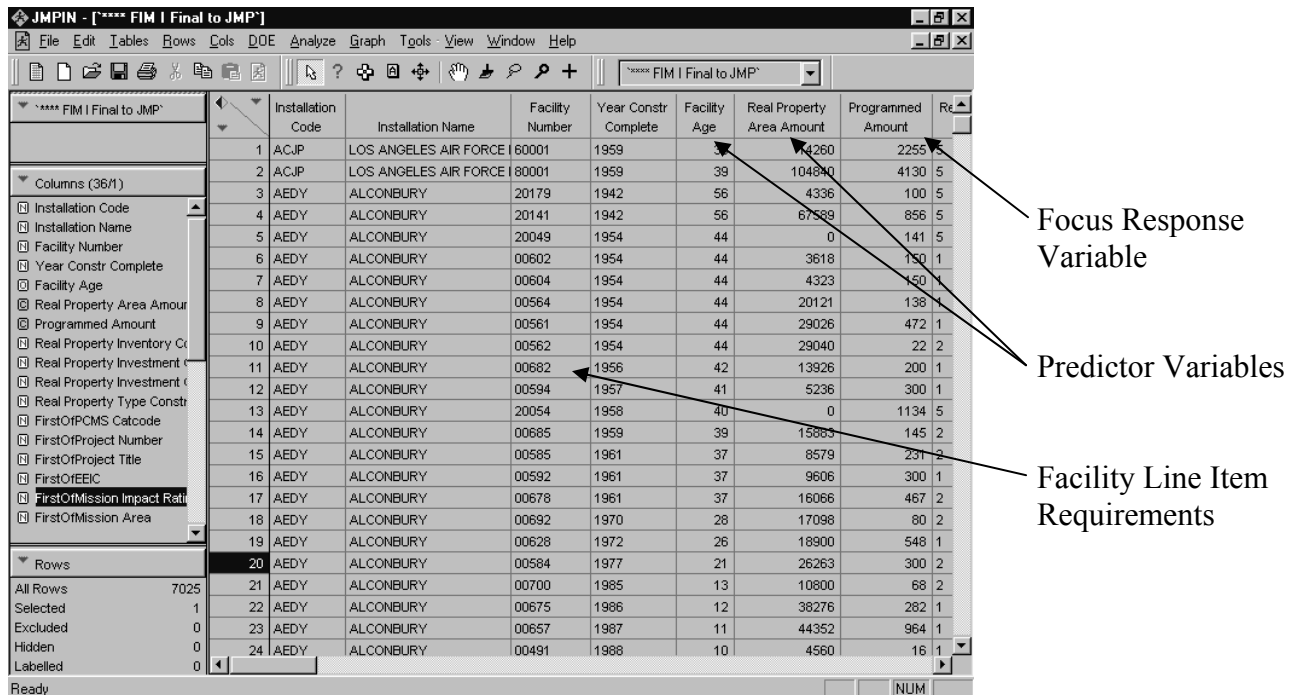 JMPIN - [`**** FIM I Final to JMP`]
File Edit Tables Rows Cols DOE Analyze Graph Tools View Window Help
`**** FIM I Final to JMP`
`**** FIM I Final to JMP`
Columns (36/1)
Installation Code
Installation Name
Facility Number
Year Constr Complete
Facility Age
Real Property Area Amour
Programmed Amount
Real Property Inventory Co
Real Property Investment
Real Property Investment
Real Property Type Constr
FirstOfPCMS Catcode
FirstOfProject Number
FirstOfProject Title
FirstOfEEIC
FirstOfMission Impact Rati
FirstOfMission Area
Rows
All Rows 7025
Selected 1
Excluded 0
Hidden 0
Labelled 0
Installation Code Installation Name Facility Number Year Constr Complete Facility Age Real Property Area Amount Programmed Amount Re
1 ACJP LOS ANGELES AIR FORCE 60001 1959 14260 2255 5
2 ACJP LOS ANGELES AIR FORCE 80001 1959 39 104840 4130 5
3 AEDY ALCONBURY 20179 1942 56 4336 100 5
4 AEDY ALCONBURY 20141 1942 56 67589 856 5
5 AEDY ALCONBURY 20049 1954 44 0 141 5
6 AEDY ALCONBURY 00602 1954 44 3618 150 1
7 AEDY ALCONBURY 00604 1954 44 4323 150 1
8 AEDY ALCONBURY 00564 1954 44 20121 138 1
9 AEDY ALCONBURY 00561 1954 44 29026 472 1
10 AEDY ALCONBURY 00562 1954 44 29040 22 2
11 AEDY ALCONBURY 00682 1956 42 13926 200 1
12 AEDY ALCONBURY 00594 1957 41 5236 300 1
13 AEDY ALCONBURY 20054 1958 40 0 1134 5
14 AEDY ALCONBURY 00685 1959 39 15883 145 2
15 AEDY ALCONBURY 00585 1961 37 8579 231 2
16 AEDY ALCONBURY 00592 1961 37 9606 300 1
17 AEDY ALCONBURY 00678 1961 37 16066 467 2
18 AEDY ALCONBURY 00692 1970 28 17098 80 2
19 AEDY ALCONBURY 00628 1972 26 18900 548 1
20 AEDY ALCONBURY 00584 1977 21 26263 300 2
21 AEDY ALCONBURY 00700 1985 13 10800 68 2
22 AEDY ALCONBURY 00675 1986 12 38276 282 1
23 AEDY ALCONBURY 00657 1987 11 44352 964 1
24 AEDY ALCONBURY 00491 1988 10 4560 16 1
Ready
NUM
Focus Response
Variable
Predictor Variables
Facility Line Item
Requirements